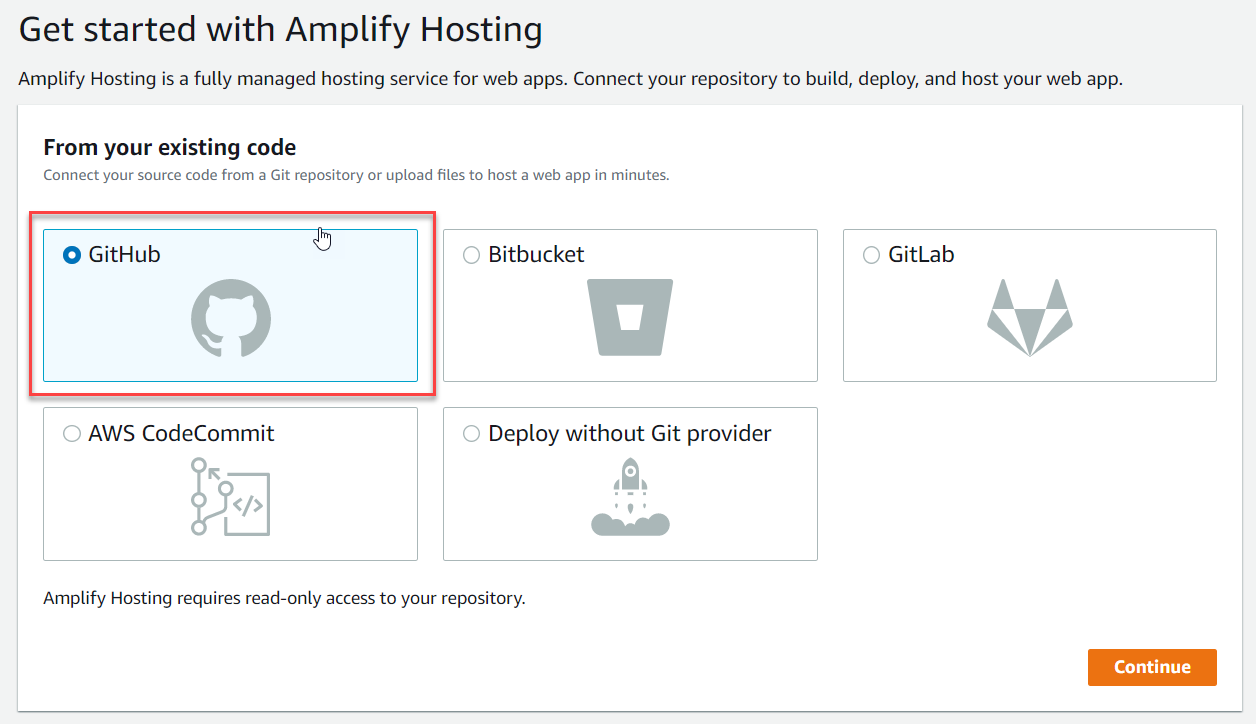 Get started with Amplify Hosting
Amplify Hosting is a fully managed hosting service for web apps. Connect your repository to build, deploy, and host your web app.
From your existing code
Connect your source code from a Git repository or upload files to host a web app in minutes.
GitHub
Bitbucket
GitLab
AWS CodeCommit
Deploy without Git provider
Amplify Hosting requires read-only access to your repository.
Continue